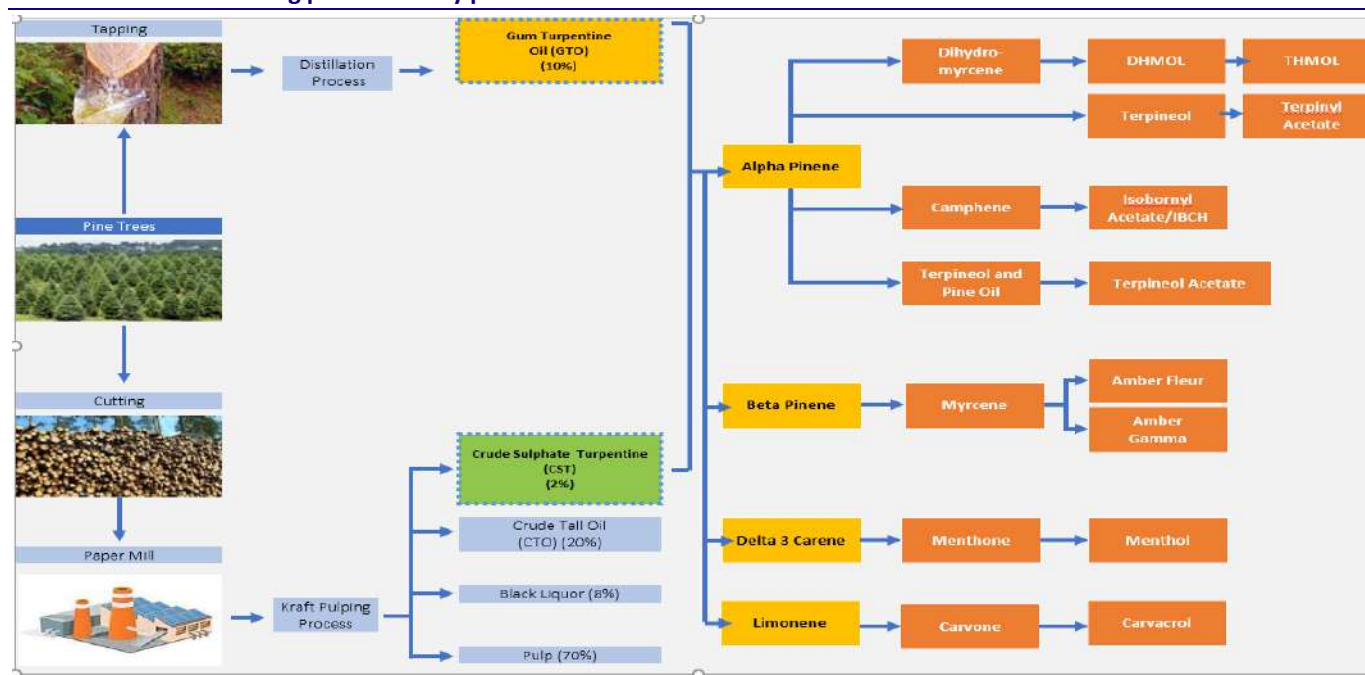 Tapping
Distillation
Process
Gum Turpentine
Oil (GTO)
(10%)
Pine Trees
Cutting
Paper Mill
Kraft Pulping
Process
Crude Sulphate Turpentine
(CST)
(2%)
Crude Tall Oil
(CTO) (20%)
Black Liquor (8%)
Pulp (70%)
Alpha Pinene
Dihydro-
myrcene
DHMOL
THMOL
Terpineol
Terpinyl
Acetate
Camphene
Isobornyl
Acetate/IBCH
Terpineol and
Pine Oil
Terpineol Acetate
Beta Pinene
Myrcene
Amber Fleur
Amber
Gamma
Delta 3 Carene
Menthone
Menthol
Limonene
Carvone
Carvacrol